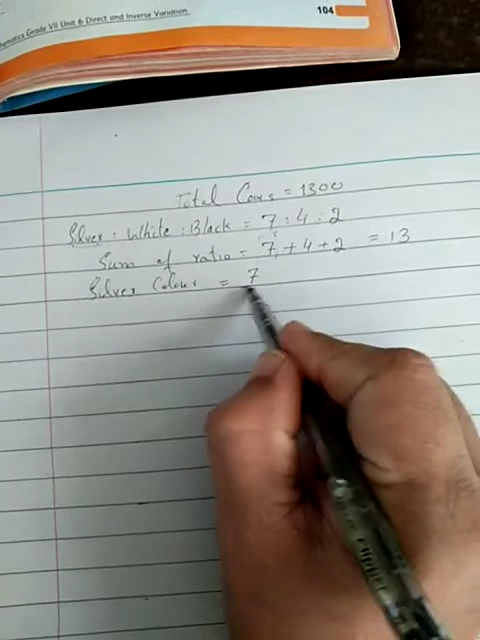 104
thematics Grade VII Unit 6 Direct and Inverse Variation
Total Cars = 1300
Silver : White : Black = 7 : 4 : 2
Sum of ratio = 7 + 4 + 2 = 13
Silver Colour = 7